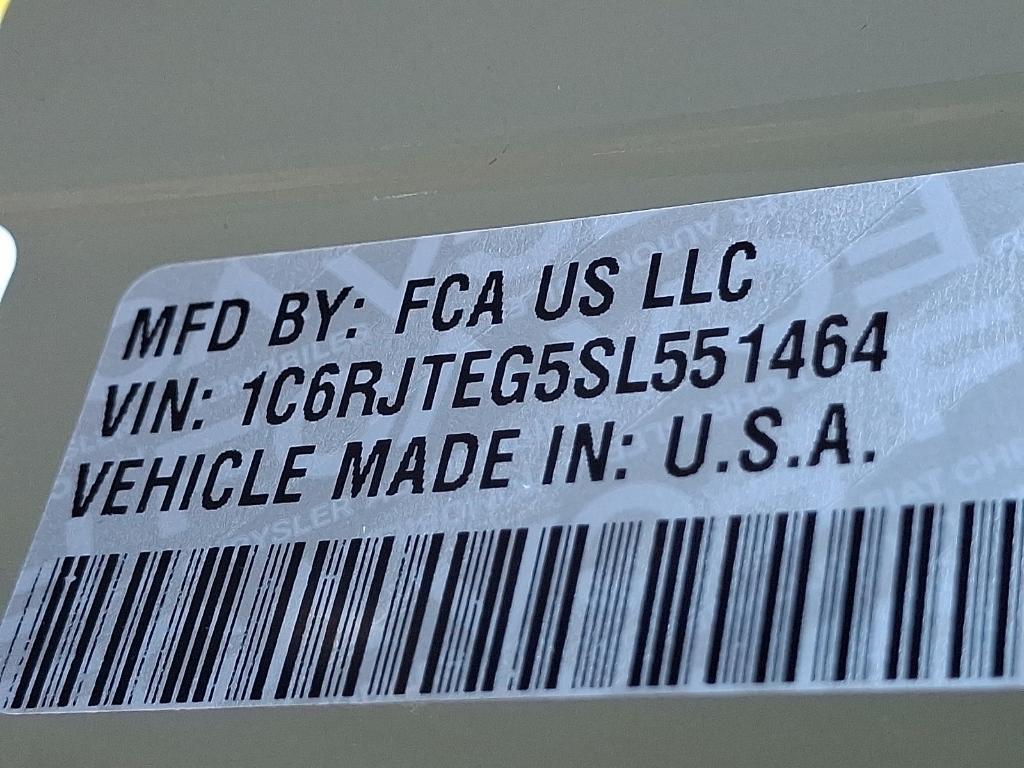 MFD BY: FCA US LLC
VIN: 1C6RJTEG5SL551464
VEHICLE MADE IN: U.S.A.